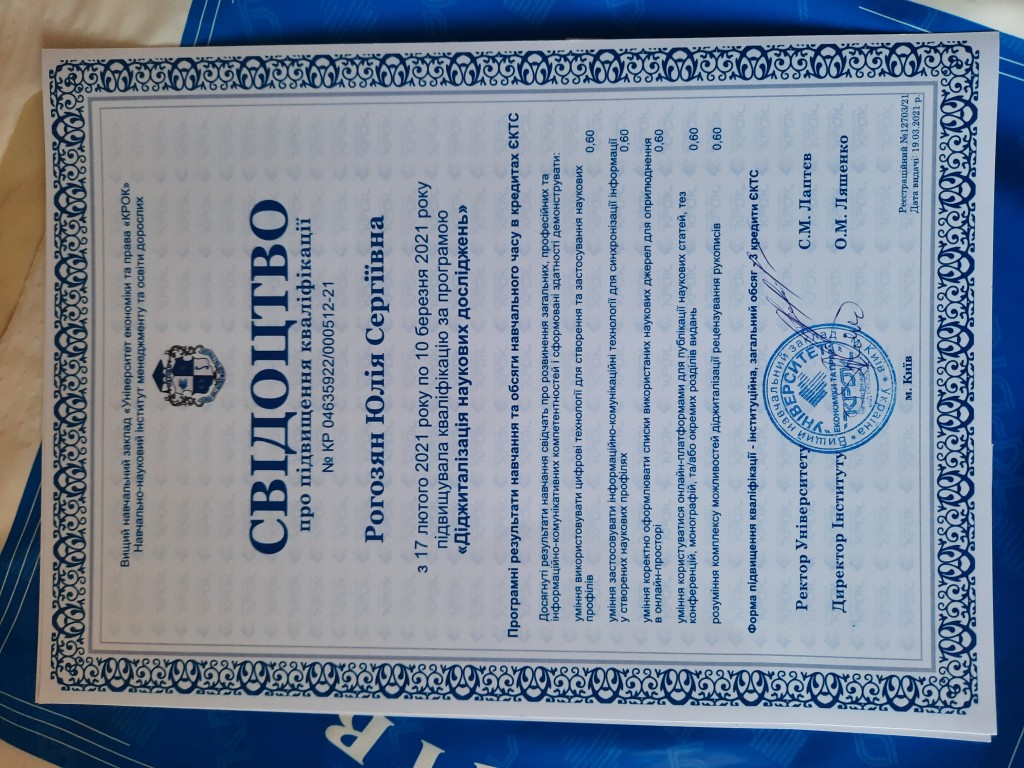 Вищий навчальний заклад «Університет економіки та права «КРОК»
Навчально-науковий інститут менеджменту та освіти дорослих
СВІДОЦТВО
про підвищення кваліфікації
№ КР 04635922/000512-21
Рогозян Юлія Сергіївна
з 17 лютого 2021 року по 10 березня 2021 року
підвищувала кваліфікацію за програмою
«Діджиталізація наукових досліджень»
Програмні результати навчання та обсяги навчального часу в кредитах ЄКТС
Досягнуті результати навчання свідчать про розвинення загальних, професійних та
інформаційно-комунікативних компетентностей і сформовані здатності демонструвати:
уміння використовувати цифрові технології для створення та застосування наукових
профілів 0,60
уміння застосовувати інформаційно-комунікаційні технології для синхронізації інформації
у створених наукових профілях 0,60
уміння коректно оформлювати списки використаних наукових джерел для оприлюднення
в онлайн-просторі 0,60
уміння користуватися онлайн-платформами для публікації наукових статей, тез
конференцій, монографій, та/або окремих розділів видань 0,60
розуміння комплексу можливостей діджиталізації рецензування рукописів 0,60
Форма підвищення кваліфікації - інституційна, загальний обсяг - 3 кредити ЄКТС
Ректор Університету С.М. Лаптєв
Директор Інституту О.М. Ляшенко
м. Київ
Реєстраційний №12703/21
Дата видачі: 19.03.2021 р.